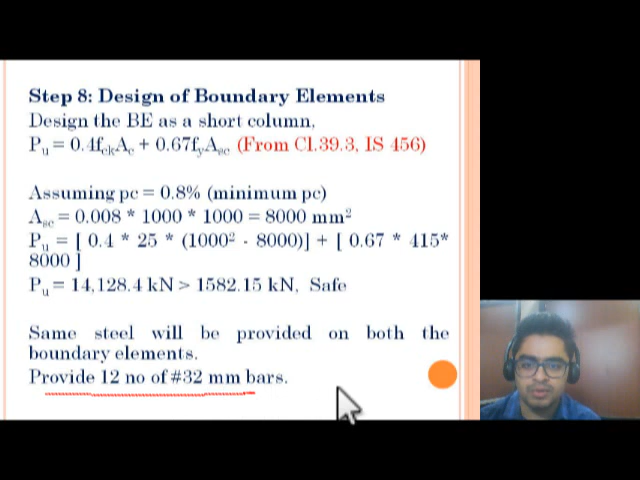 Step 8: Design of Boundary Elements
Design the BE as a short column,
Pu = 0.4fckAc + 0.67fyAsc (From Cl.39.3, IS 456)
Assuming pc = 0.8% (minimum pc)
Asc = 0.008 * 1000 * 1000 = 8000 mm²
Pu = [ 0.4 * 25 * (1000² - 8000)] + [ 0.67 * 415*
8000 ]
Pu = 14,128.4 kN > 1582.15 kN, Safe
Same steel will be provided on both the
boundary elements.
Provide 12 no of #32 mm bars.